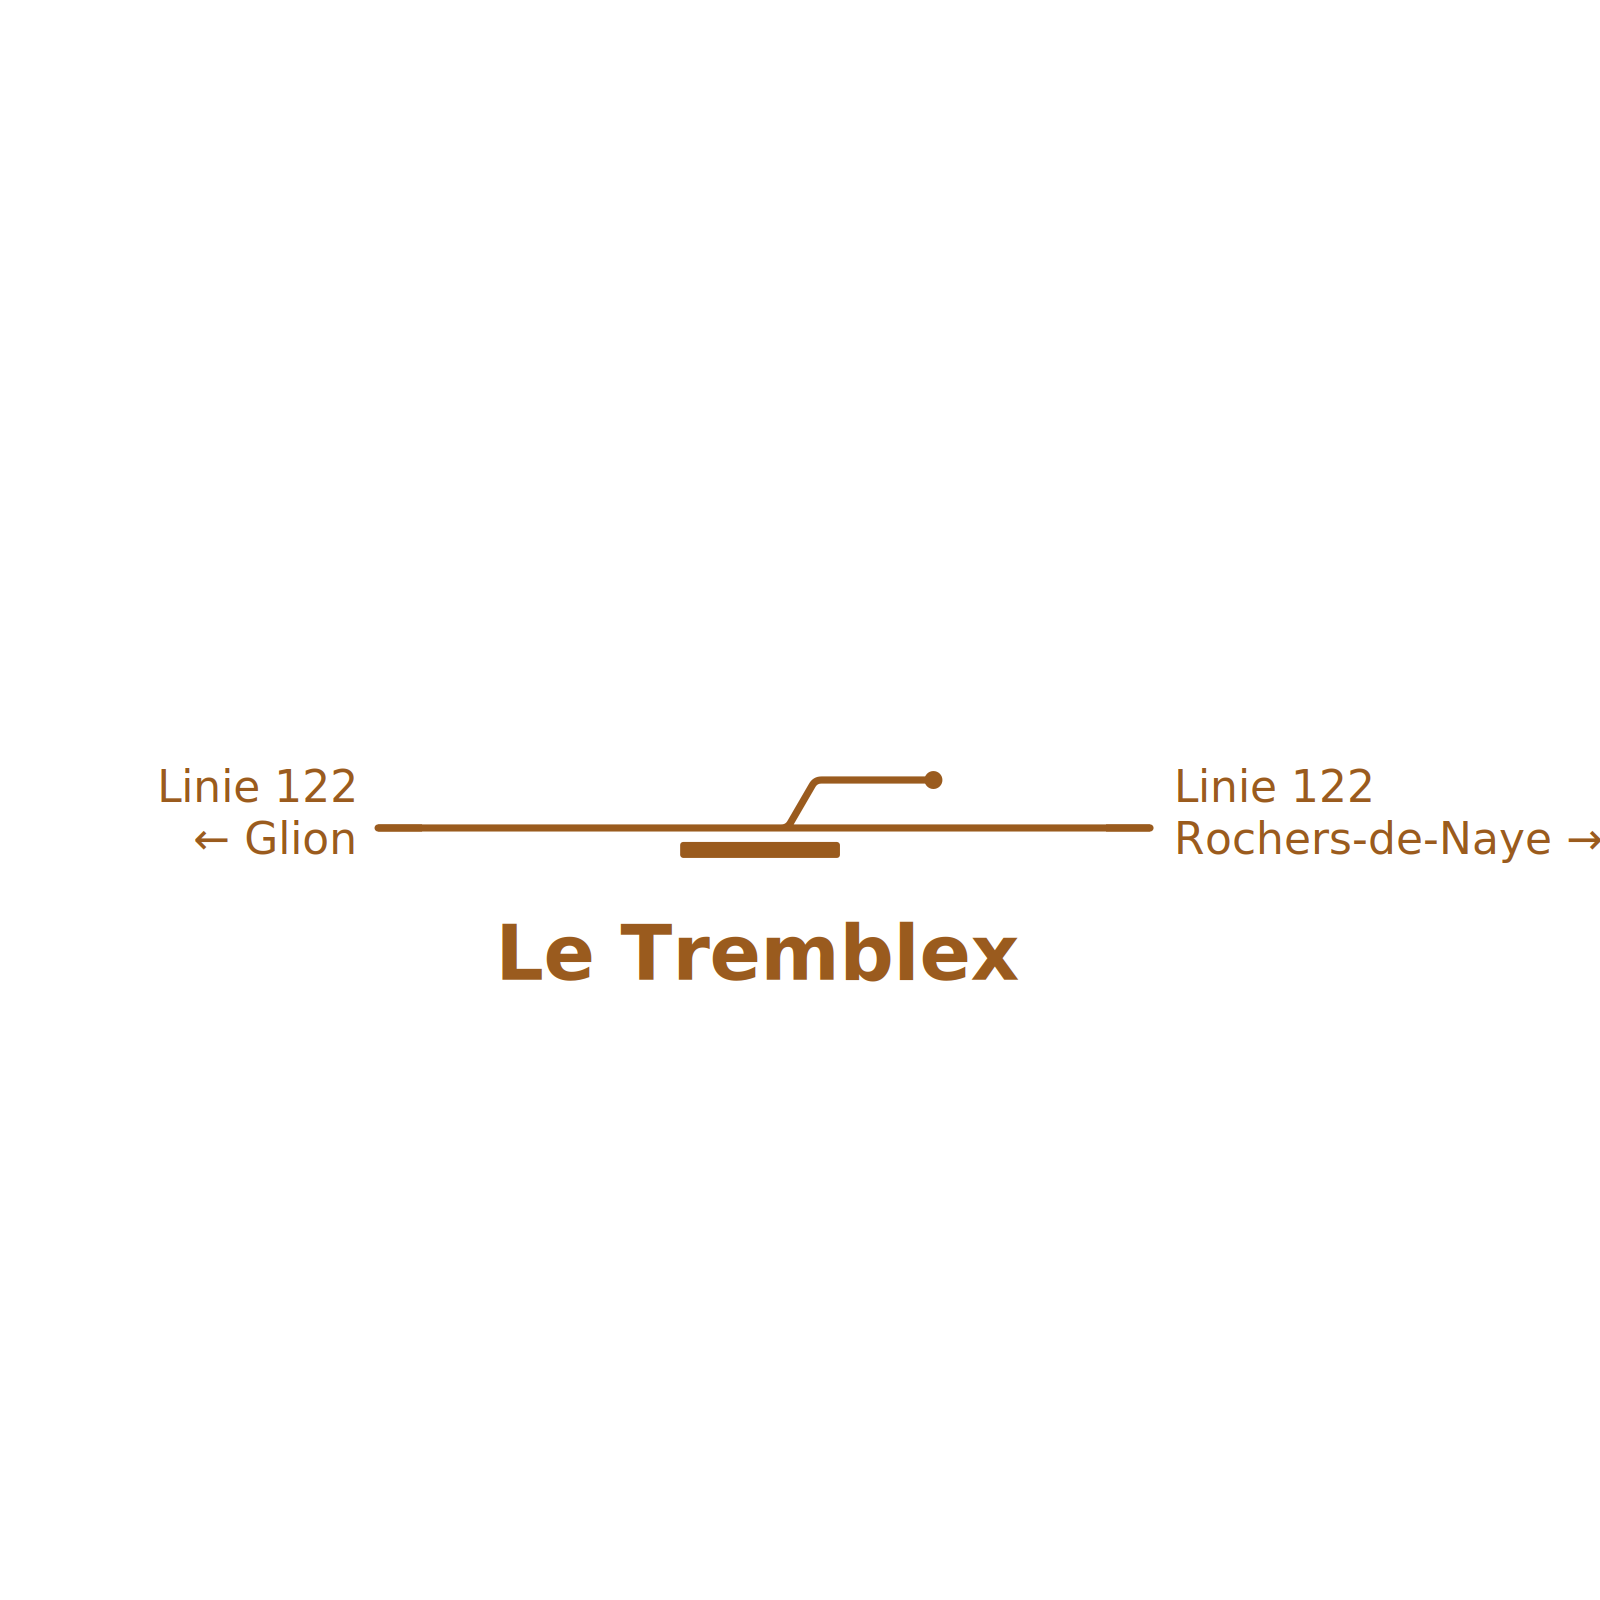 Linie 122
← Glion
Linie 122
Rochers-de-Naye →
Le Tremblex